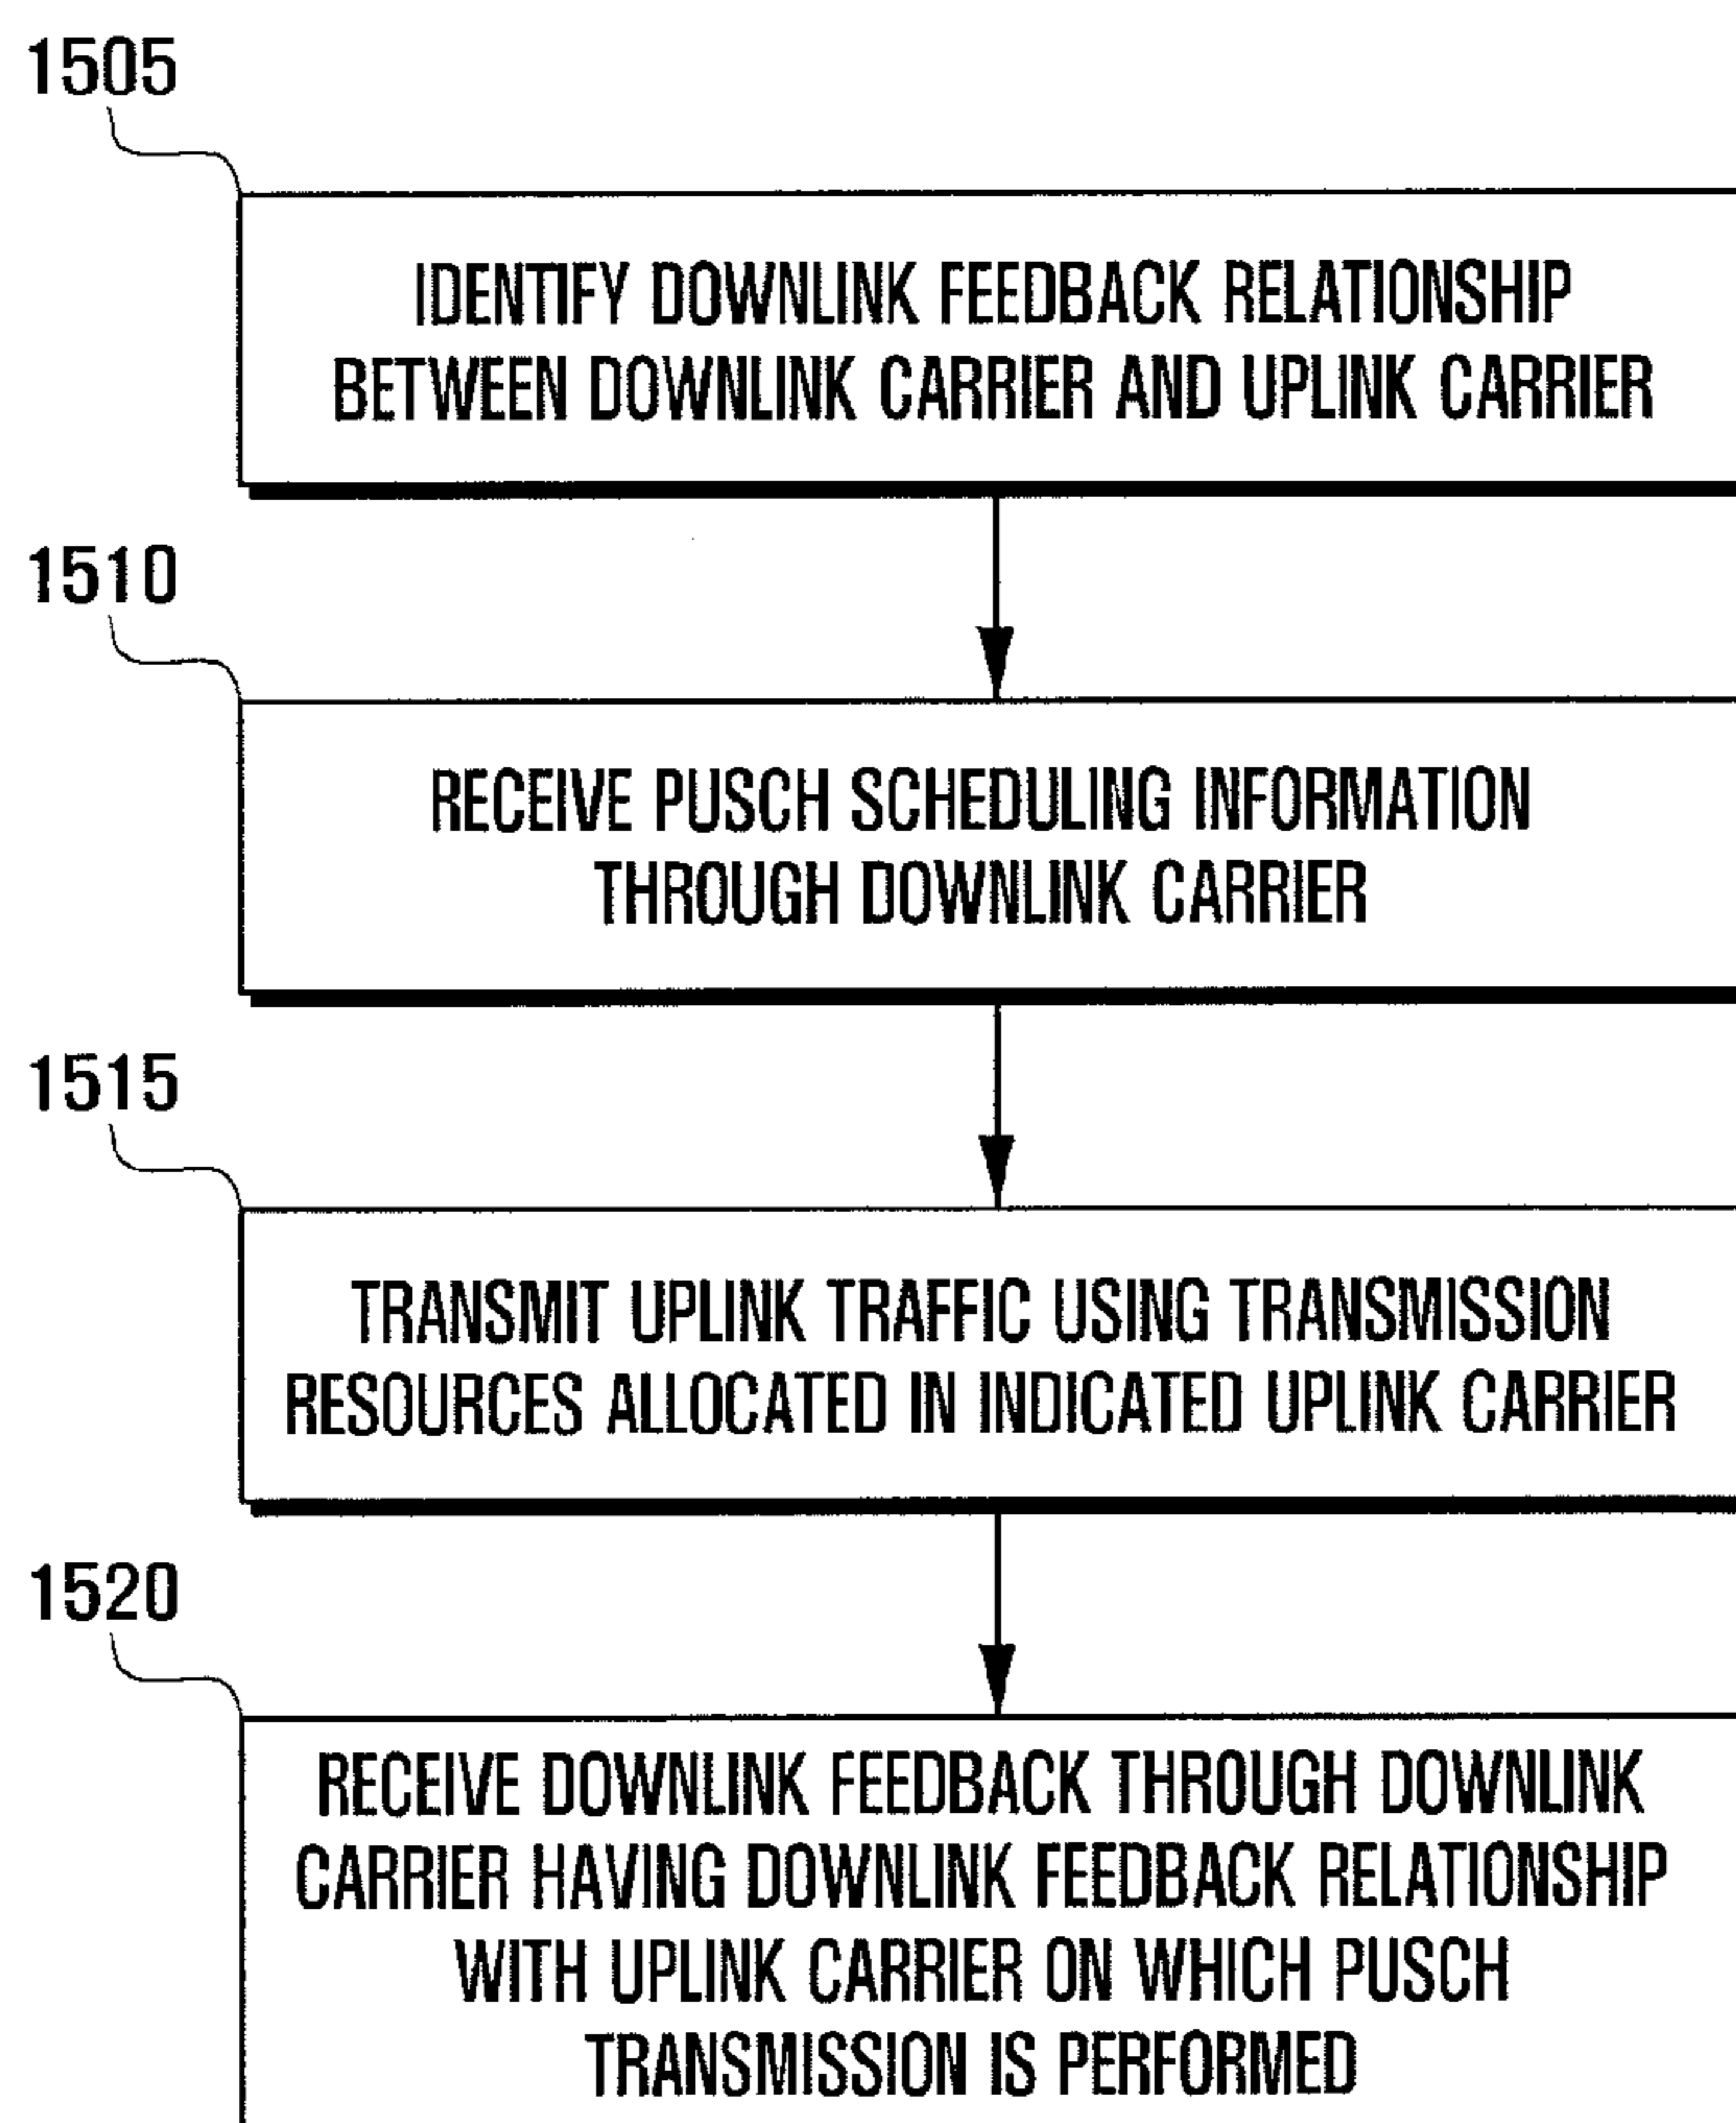 1505
IDENTIFY DOWNLINK FEEDBACK RELATIONSHIP
BETWEEN DOWNLINK CARRIER AND UPLINK CARRIER
1510
RECEIVE PUSCH SCHEDULING INFORMATION
THROUGH DOWNLINK CARRIER
1515
TRANSMIT UPLINK TRAFFIC USING TRANSMISSION
RESOURCES ALLOCATED IN INDICATED UPLINK CARRIER
1520
RECEIVE DOWNLINK FEEDBACK THROUGH DOWNLINK
CARRIER HAVING DOWNLINK FEEDBACK RELATIONSHIP
WITH UPLINK CARRIER ON WHICH PUSCH
TRANSMISSION IS PERFORMED